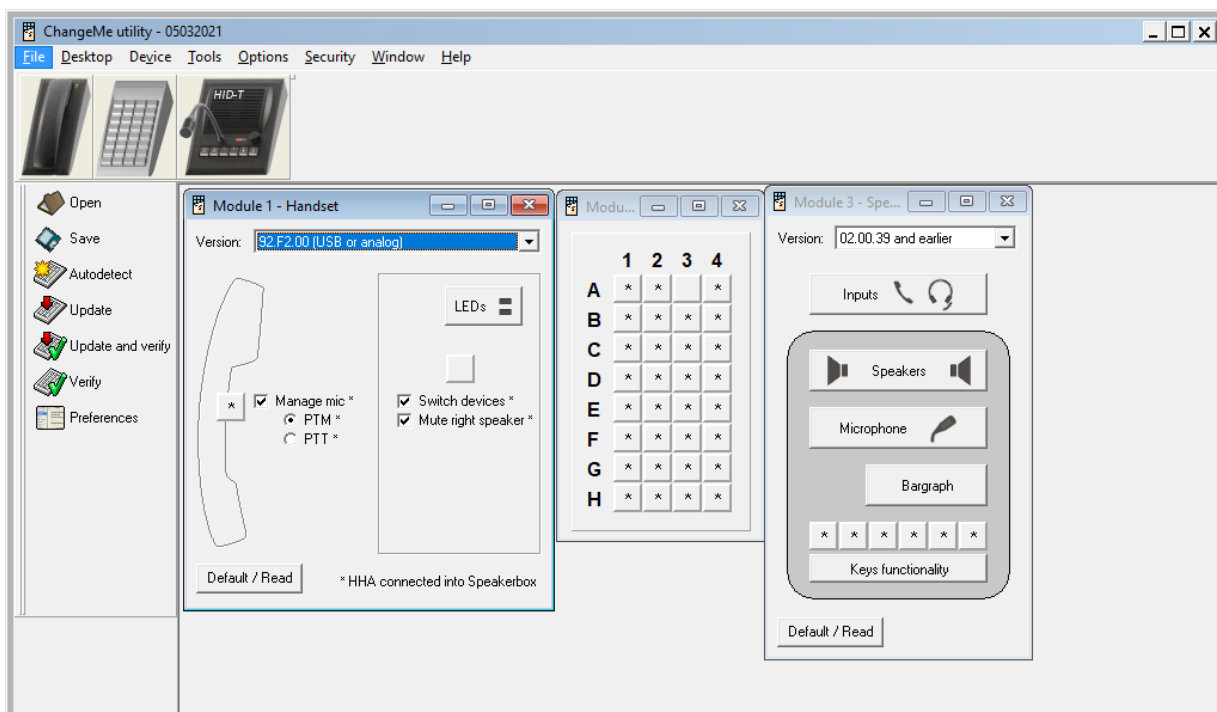 ChangeMe utility - 05032021
File Desktop Device Tools Options Security Window Help
HID-T
Open
Save
Autodetect
Update
Update and verify
Verify
Preferences
Module 1 - Handset
Version: 92.F2.00 (USB or analog)
LEDs
*
Manage mic *
PTM *
PTT *
Switch devices *
Mute right speaker *
Default / Read
* HHA connected into Speakerbox
Modu...
1 2 3 4
A * * *
B * * * *
C * * * *
D * * * *
E * * * *
F * * * *
G * * * *
H * * * *
Module 3 - Spe...
Version: 02.00.39 and earlier
Inputs
Speakers
Microphone
Bargraph
* * * * * *
Keys functionality
Default / Read